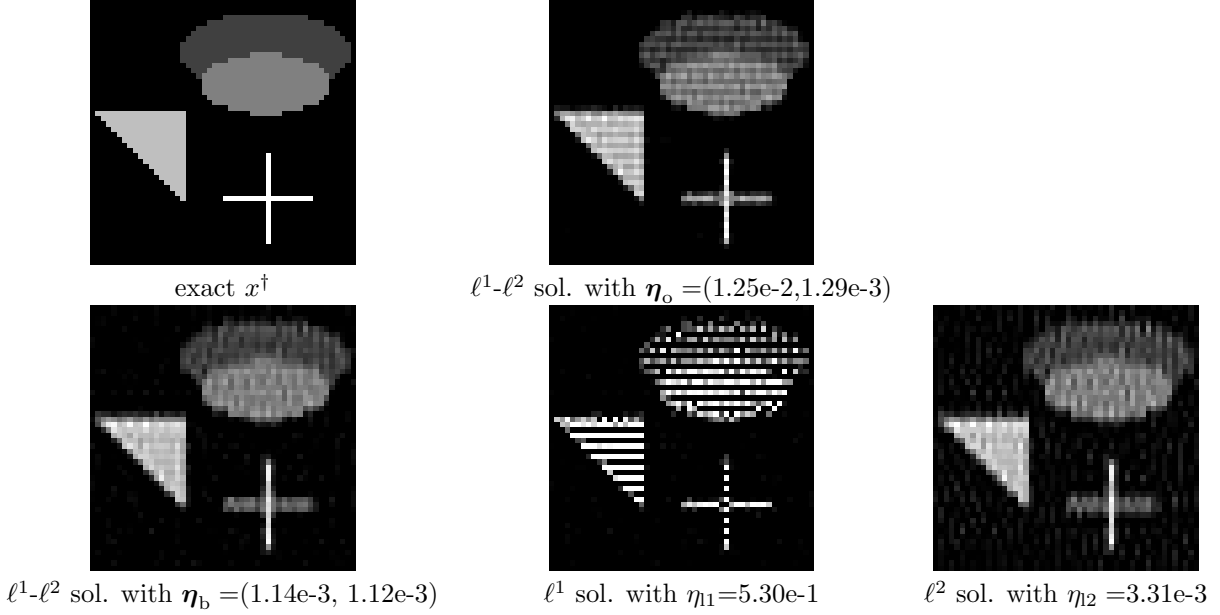 exact x†
ℓ¹-ℓ² sol. with ηₒ =(1.25e-2,1.29e-3)
ℓ¹-ℓ² sol. with η_b =(1.14e-3, 1.12e-3)
ℓ¹ sol. with η_l1=5.30e-1
ℓ² sol. with η_l2 =3.31e-3